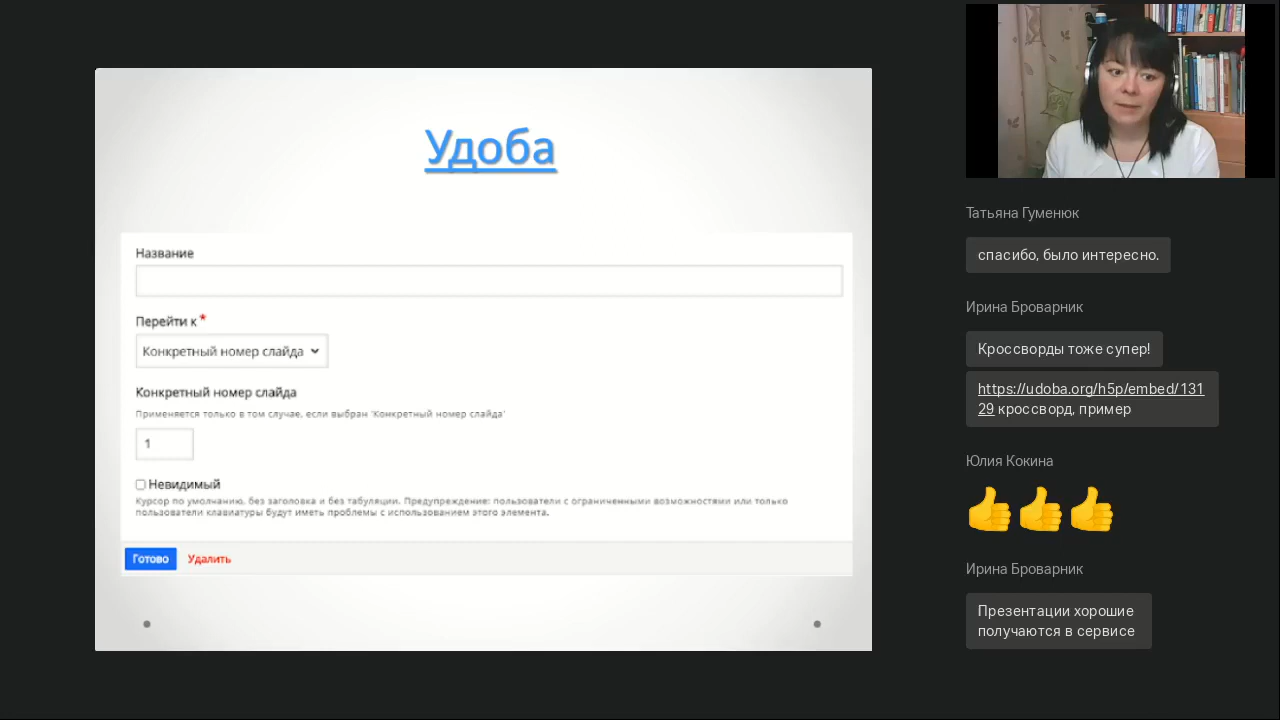 Удоба
Название
Перейти к *
Конкретный номер слайда
Конкретный номер слайда
Применяется только в том случае, если выбран 'Конкретный номер слайда'
1
Невидимый
Курсор по умолчанию, без заголовка и без табуляции. Предупреждение: пользователи с ограниченными возможностями или только
пользователи клавиатуры будут иметь проблемы с использованием этого элемента.
Готово Удалить
Татьяна Гуменюк
спасибо, было интересно.
Ирина Броварник
Кроссворды тоже супер!
https://udoba.org/h5p/embed/131
29 кроссворд, пример
Юлия Кокина
👍👍👍
Ирина Броварник
Презентации хорошие
получаются в сервисе